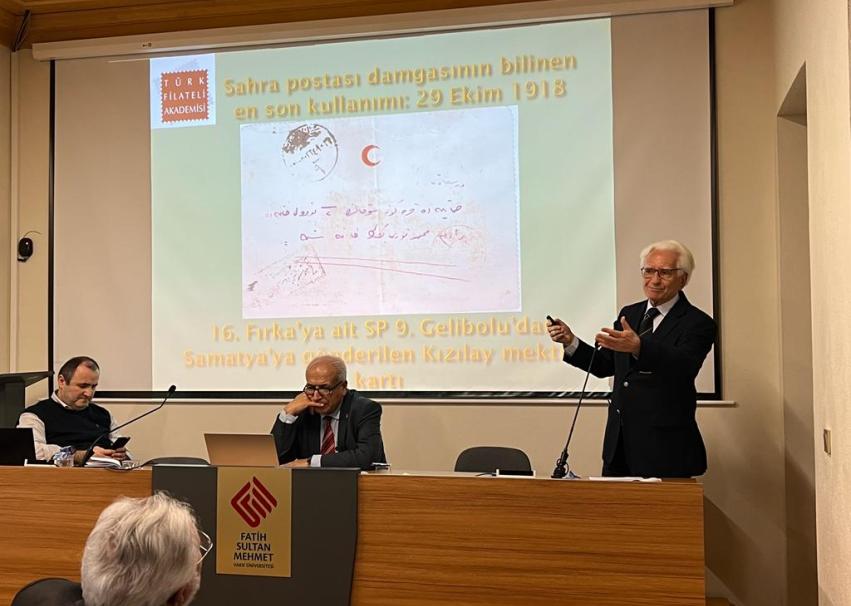 TÜRK
FİLATELİ
AKADEMİSİ
Sahra postası damgasının bilinen
en son kullanımı: 29 Ekim 1918
16. Fırka'ya ait SP 9. Gelibolu'da
Samatya'ya gönderilen Kızılay mekt
kartı
FATİH
SULTAN
MEHMET
VAKIF ÜNİVERSİTESİ